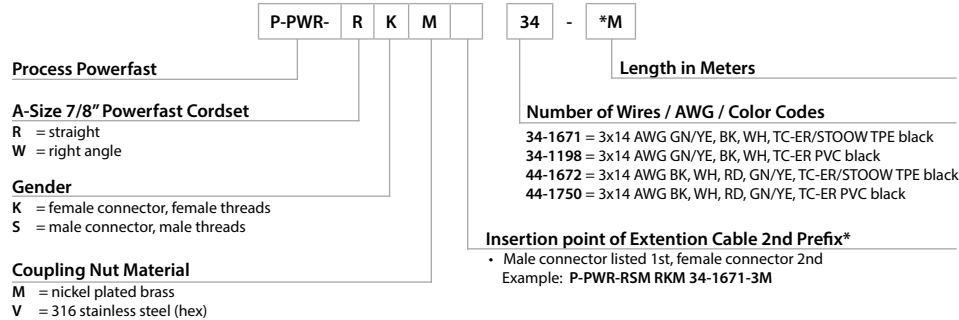 P-PWR- R K M 34 - *M
Process Powerfast
Length in Meters
A-Size 7/8” Powerfast Cordset
R = straight
W = right angle
Number of Wires / AWG / Color Codes
34-1671 = 3x14 AWG GN/YE, BK, WH, TC-ER/STOOW TPE black
34-1198 = 3x14 AWG GN/YE, BK, WH, TC-ER PVC black
44-1672 = 3x14 AWG BK, WH, RD, GN/YE, TC-ER/STOOW TPE black
44-1750 = 3x14 AWG BK, WH, RD, GN/YE, TC-ER PVC black
Gender
K = female connector, female threads
S = male connector, male threads
Insertion point of Extention Cable 2nd Prefix*
• Male connector listed 1st, female connector 2nd
Example: P-PWR-RSM RKM 34-1671-3M
Coupling Nut Material
M = nickel plated brass
V = 316 stainless steel (hex)